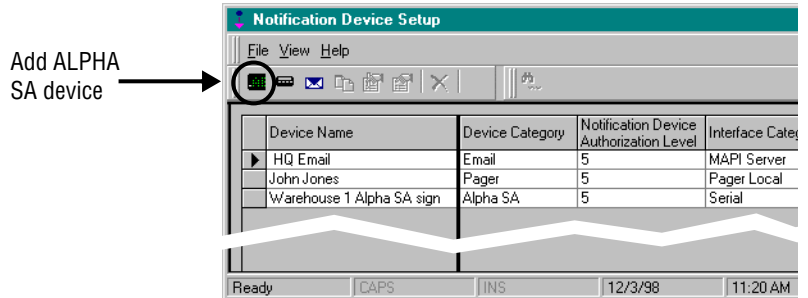 Notification Device Setup
File View Help
Add ALPHA
SA device
Device Name Device Category Notification Device Authorization Level Interface Categ
HQ Email Email 5 MAPI Server
John Jones Pager 5 Pager Local
Warehouse 1 Alpha SA sign Alpha SA 5 Serial
Ready CAPS INS 12/3/98 11:20 AM